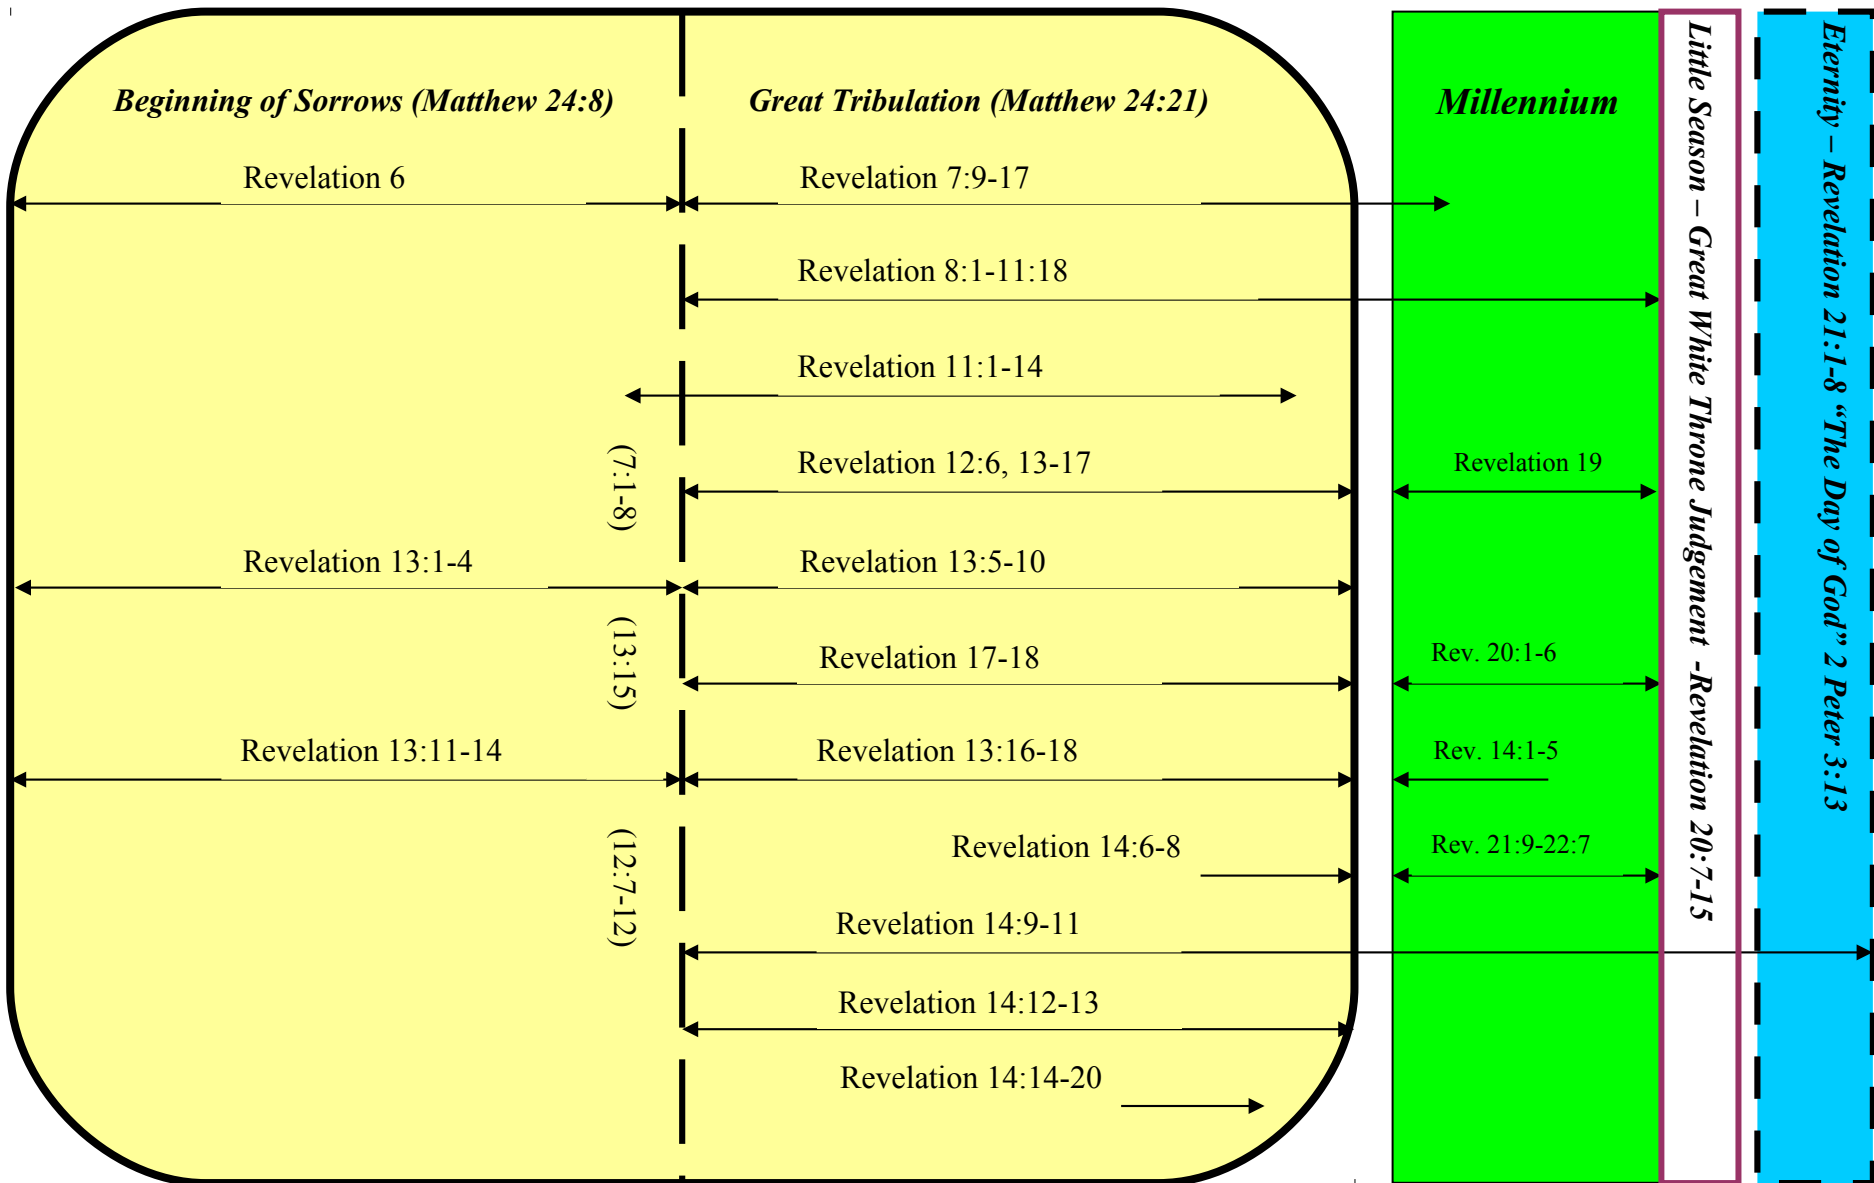 Beginning of Sorrows (Matthew 24:8)
Great Tribulation (Matthew 24:21)
Millennium
Little Season – Great White Throne Judgement -Revelation 20:7-15
Eternity – Revelation 21:1-8 “The Day of God” 2 Peter 3:13
Revelation 6
Revelation 7:9-17
Revelation 8:1-11:18
Revelation 11:1-14
(7:1-8)
Revelation 12:6, 13-17
Revelation 19
Revelation 13:1-4
Revelation 13:5-10
(13:15)
Revelation 17-18
Rev. 20:1-6
Revelation 13:11-14
Revelation 13:16-18
Rev. 14:1-5
(12:7-12)
Revelation 14:6-8
Rev. 21:9-22:7
Revelation 14:9-11
Revelation 14:12-13
Revelation 14:14-20